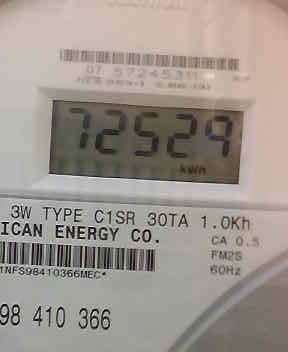 07 57245311
72529
kWh
3W TYPE C1SR 30TA 1.0Kh
ICAN ENERGY CO.
CA 0.5
FM2S
60Hz
1NFS98410366MEC*
98 410 366